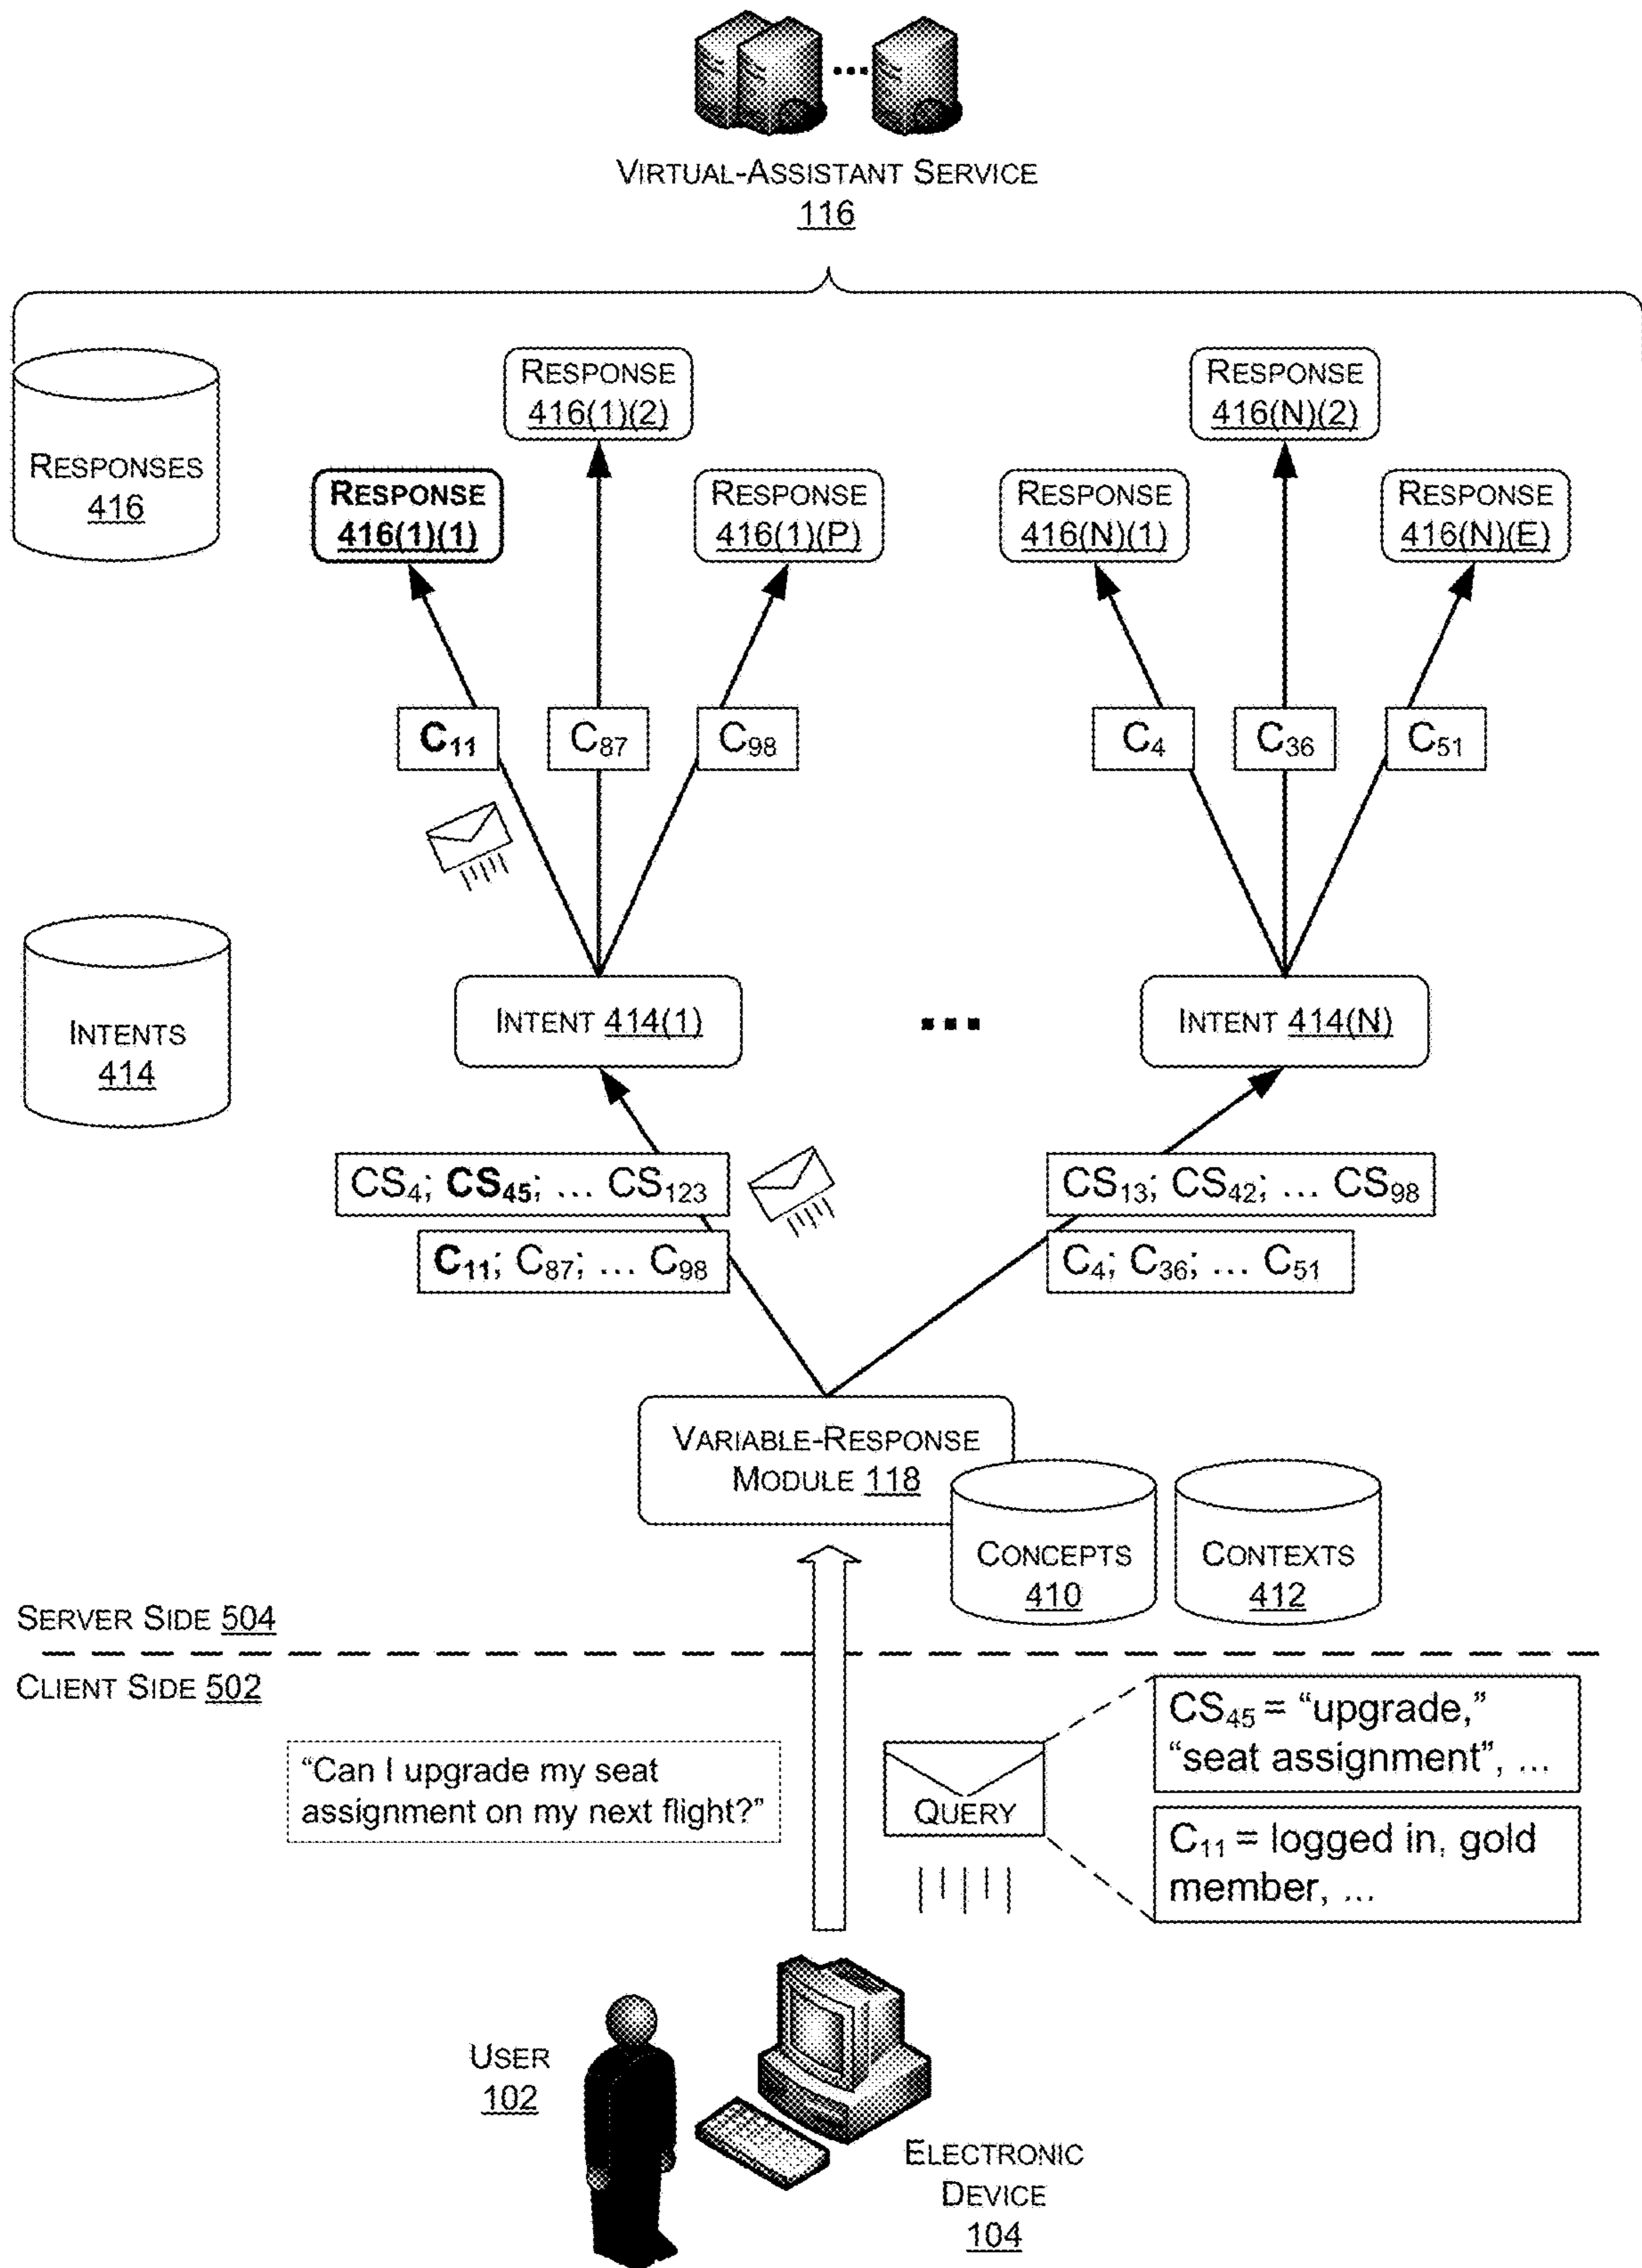 VIRTUAL-ASSISTANT SERVICE
116
RESPONSE
416(1)(2)
RESPONSE
416(N)(2)
RESPONSES
416
RESPONSE
416(1)(1)
RESPONSE
416(1)(P)
RESPONSE
416(N)(1)
RESPONSE
416(N)(E)
C₁₁
C₈₇
C₉₈
C₄
C₃₆
C₅₁
INTENTS
414
INTENT 414(1)
...
INTENT 414(N)
CS₄; CS₄₅; ... CS₁₂₃
CS₁₃; CS₄₂; ... CS₉₈
C₁₁; C₈₇; ... C₉₈
C₄; C₃₆; ... C₅₁
VARIABLE-RESPONSE
MODULE 118
CONCEPTS
410
CONTEXTS
412
SERVER SIDE 504
CLIENT SIDE 502
“Can I upgrade my seat
assignment on my next flight?”
QUERY
CS₄₅ = “upgrade,”
“seat assignment”, ...
C₁₁ = logged in, gold
member, ...
USER
102
ELECTRONIC
DEVICE
104